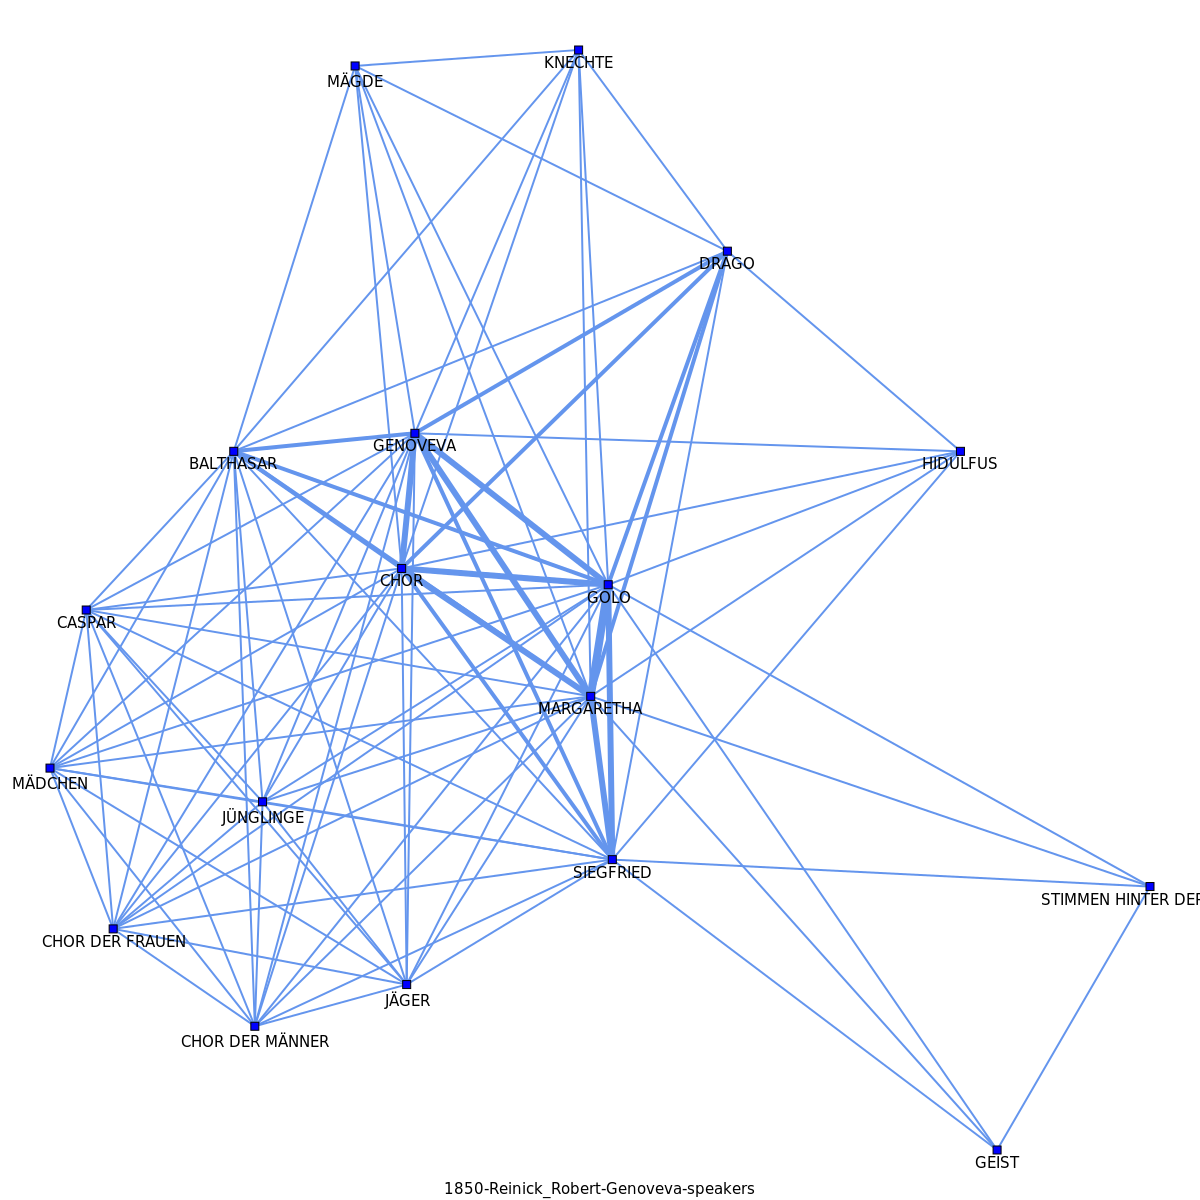 KNECHTE
MÄGDE
DRAGO
GENOVEVA
BALTHASAR
HIDULFUS
CHOR
GOLO
CASPAR
MARGARETHA
MÄDCHEN
JÜNGLINGE
SIEGFRIED
STIMMEN HINTER DER
CHOR DER FRAUEN
JÄGER
CHOR DER MÄNNER
GEIST
1850-Reinick_Robert-Genoveva-speakers